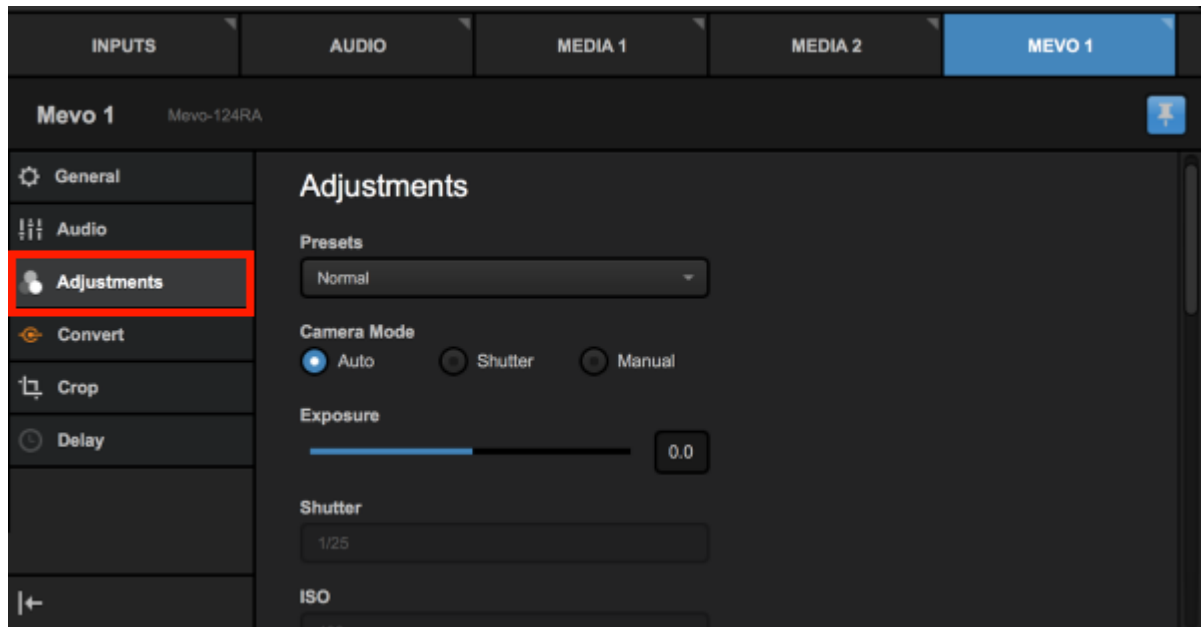 INPUTS AUDIO MEDIA 1 MEDIA 2 MEVO 1
Mevo 1 Mevo-124RA
General
Audio
Adjustments
Convert
Crop
Delay
Adjustments
Presets
Normal
Camera Mode
Auto Shutter Manual
Exposure
0.0
Shutter
1/25
ISO